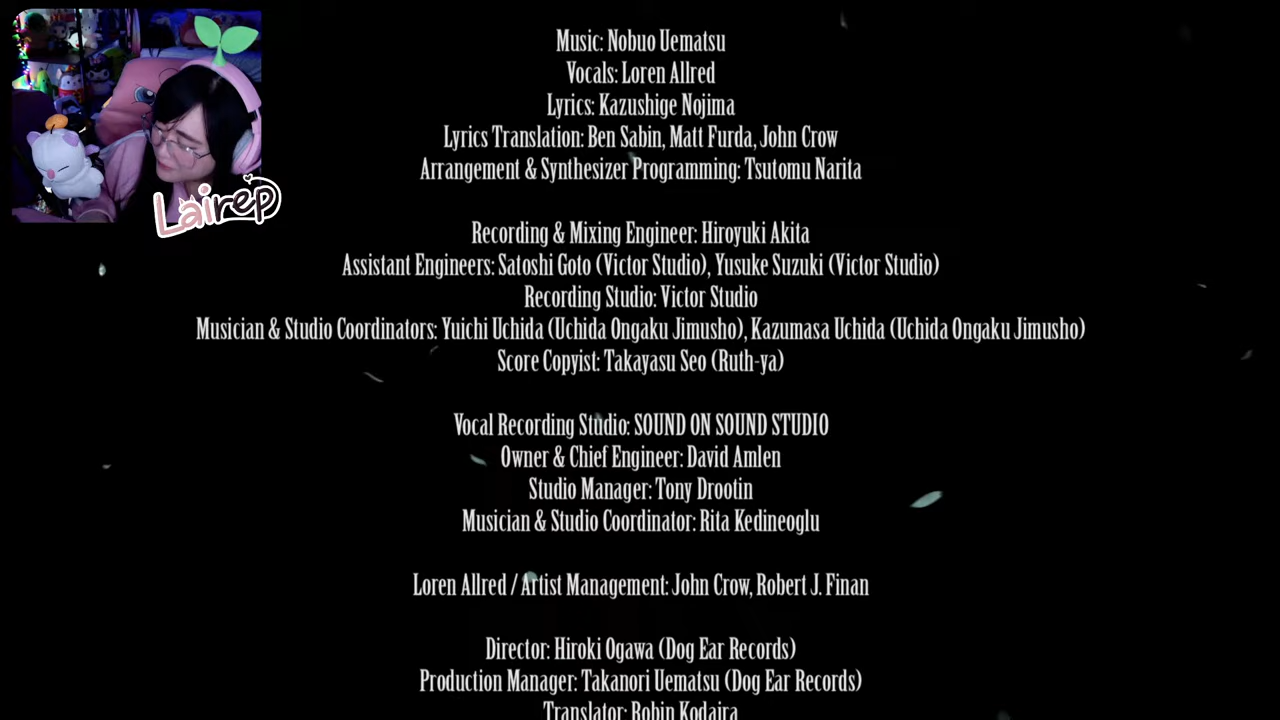 Lairep
Music: Nobuo Uematsu
Vocals: Loren Allred
Lyrics: Kazushige Nojima
Lyrics Translation: Ben Sabin, Matt Furda, John Crow
Arrangement & Synthesizer Programming: Tsutomu Narita
Recording & Mixing Engineer: Hiroyuki Akita
Assistant Engineers: Satoshi Goto (Victor Studio), Yusuke Suzuki (Victor Studio)
Recording Studio: Victor Studio
Musician & Studio Coordinators: Yuichi Uchida (Uchida Ongaku Jimusho), Kazumasa Uchida (Uchida Ongaku Jimusho)
Score Copyist: Takayasu Seo (Ruth-ya)
Vocal Recording Studio: SOUND ON SOUND STUDIO
Owner & Chief Engineer: David Amlen
Studio Manager: Tony Drootin
Musician & Studio Coordinator: Rita Kedineoglu
Loren Allred / Artist Management: John Crow, Robert J. Finan
Director: Hiroki Ogawa (Dog Ear Records)
Production Manager: Takanori Uematsu (Dog Ear Records)
Translator: Robin Kodaira